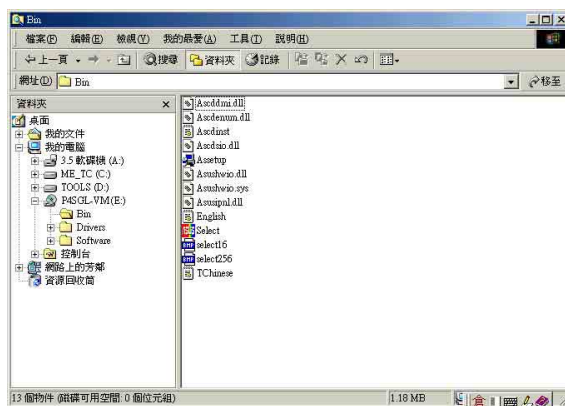 Bin
檔案(F) 編輯(E) 檢視(V) 我的最愛(A) 工具(T) 說明(H)
上一頁 搜尋 資料夾 記錄
網址(D) Bin 移至
資料夾 x
桌面
我的文件
我的電腦
3.5 軟碟機 (A:)
ME_TC (C:)
TOOLS (D:)
P4SGL-VM(E:)
Bin
Drivers
Software
控制台
網路上的芳鄰
資源回收筒
Ascddmi.dll
Ascdenum.dll
Ascdinst
Ascdsio.dll
Assetup
Asushwio.dll
Asushwio.sys
Asusipnl.dll
English
Select
select16
select256
TChinese
13 個物件 (磁碟可用空間: 0 個位元組) 1.18 MB